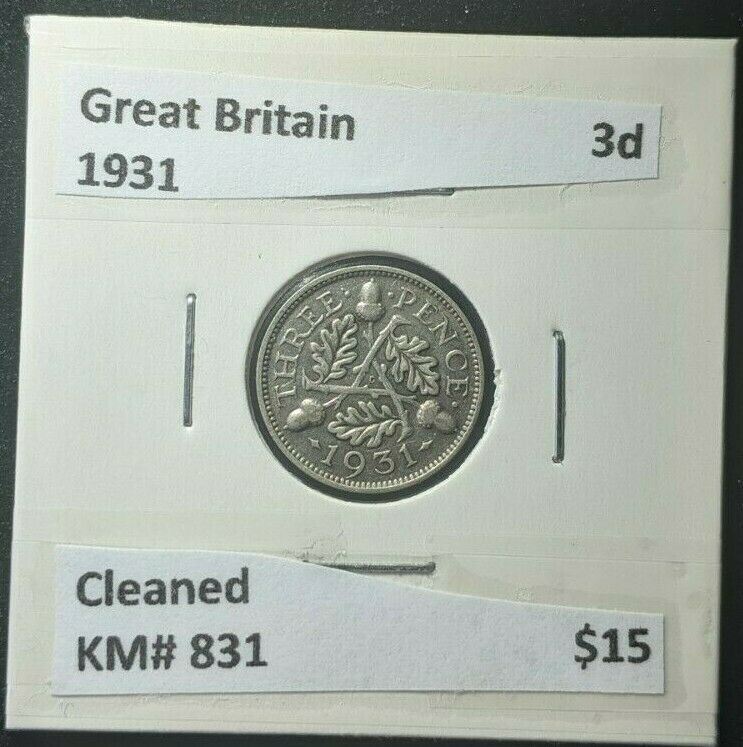 Great Britain 3d
1931
THREE · PENCE ·
1931
Cleaned
KM# 831 $15